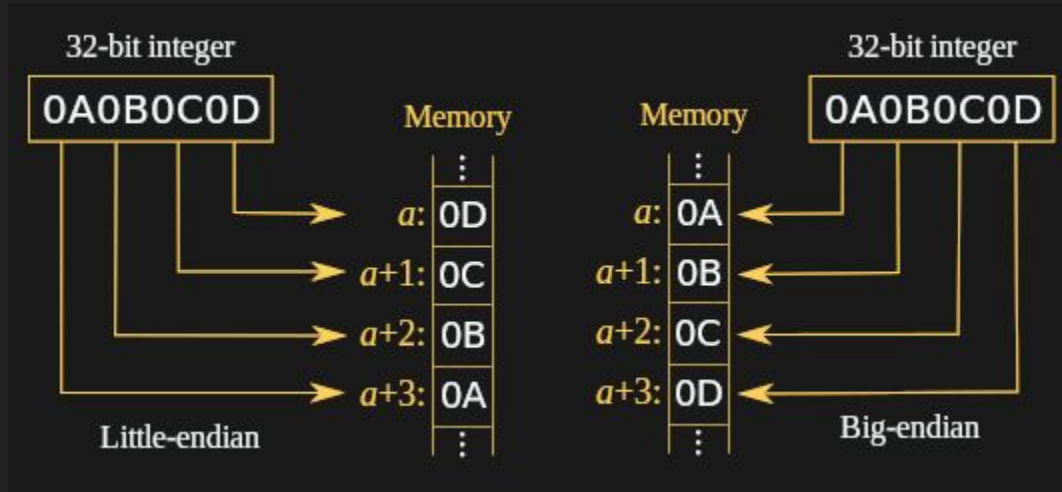 32-bit integer
0A0B0C0D
Memory
⋮
a: 0D
a+1: 0C
a+2: 0B
a+3: 0A
⋮
Little-endian
32-bit integer
0A0B0C0D
Memory
⋮
a: 0A
a+1: 0B
a+2: 0C
a+3: 0D
⋮
Big-endian